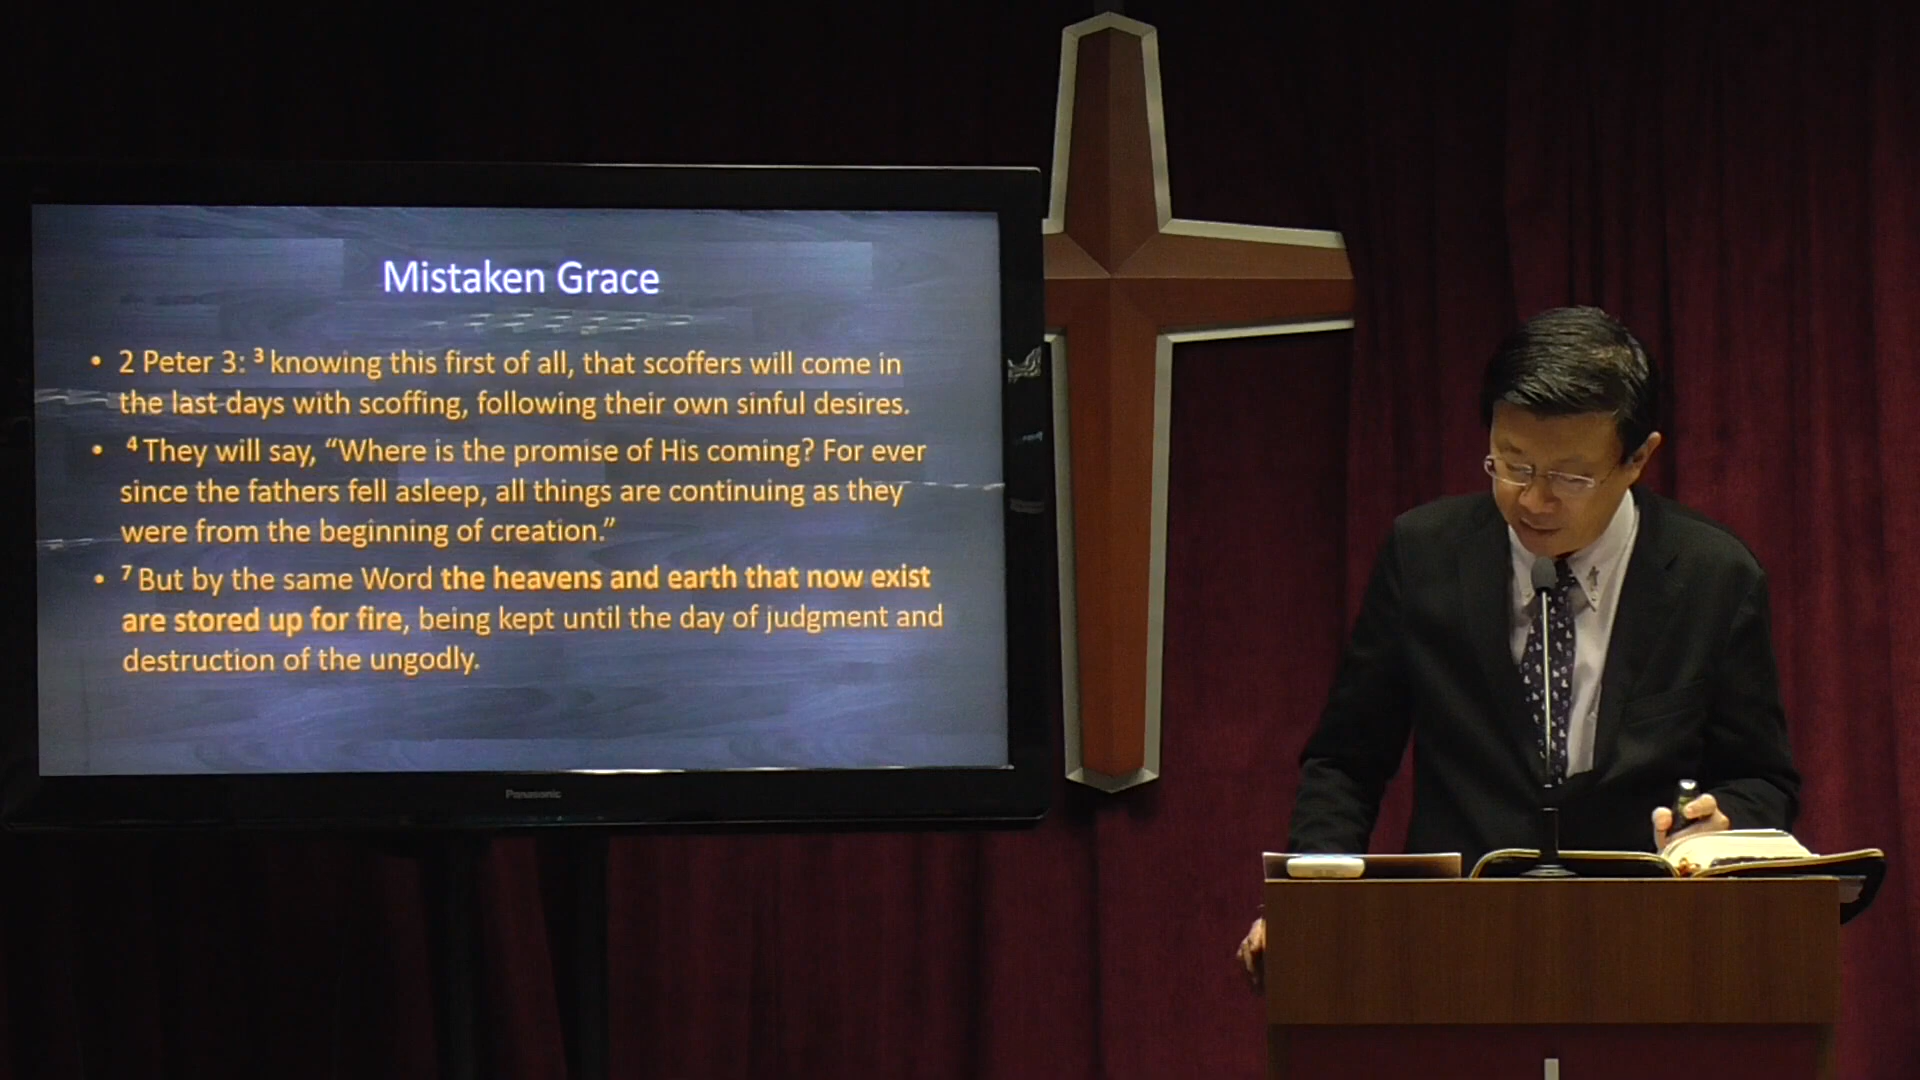 Mistaken Grace
• 2 Peter 3: ³ knowing this first of all, that scoffers will come in
the last days with scoffing, following their own sinful desires.
• ⁴ They will say, “Where is the promise of His coming? For ever
since the fathers fell asleep, all things are continuing as they
were from the beginning of creation.”
• ⁷ But by the same Word the heavens and earth that now exist
are stored up for fire, being kept until the day of judgment and
destruction of the ungodly.
Panasonic